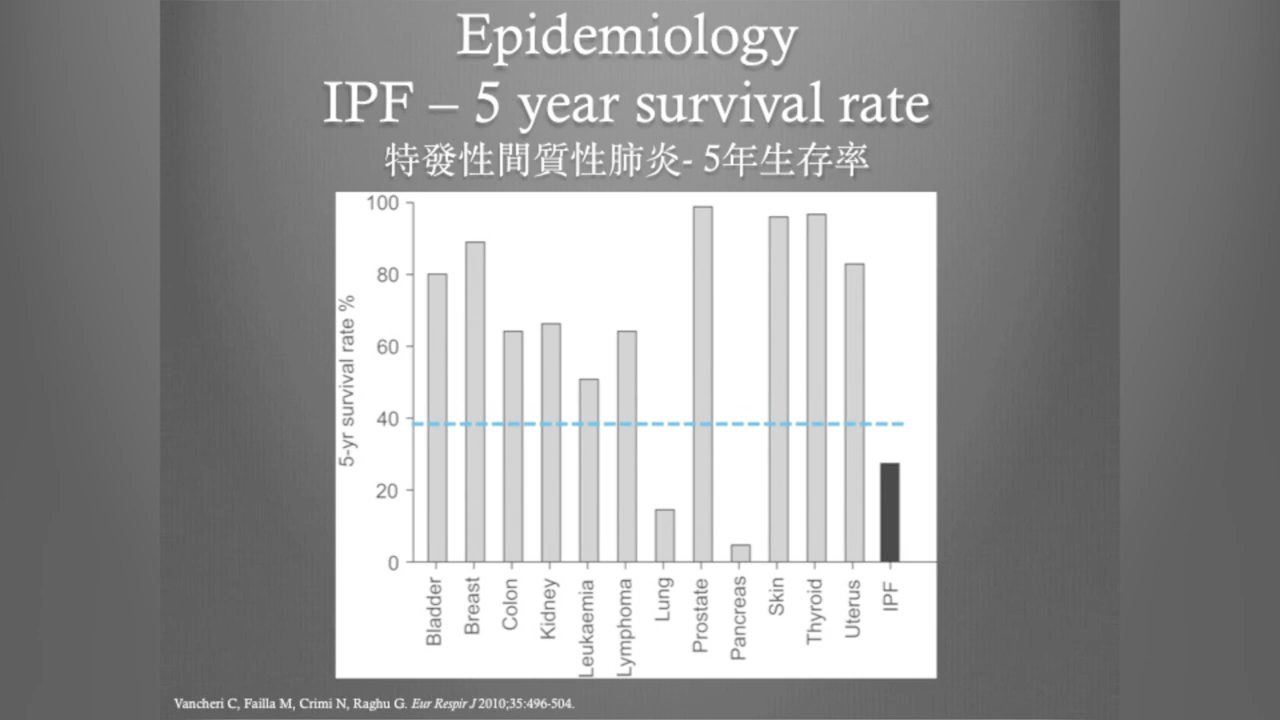 Epidemiology
IPF – 5 year survival rate
特發性間質性肺炎- 5年生存率
5-yr survival rate %
100
80
60
40
20
0
Bladder
Breast
Colon
Kidney
Leukaemia
Lymphoma
Lung
Prostate
Pancreas
Skin
Thyroid
Uterus
IPF
Vancheri C, Failla M, Crimi N, Raghu G. Eur Respir J 2010;35:496-504.